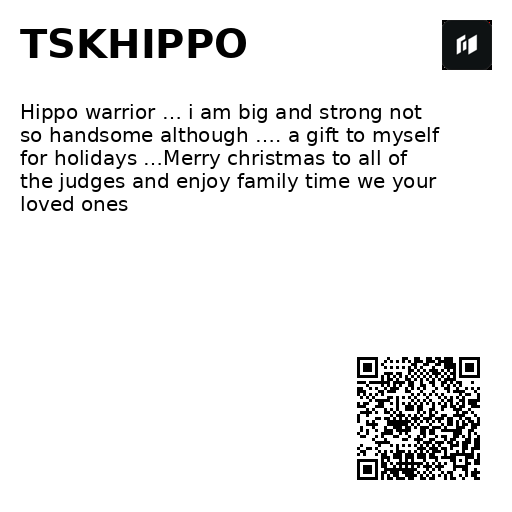 TSKHIPPO
Hippo warrior ... i am big and strong not
so handsome although .... a gift to myself
for holidays ...Merry christmas to all of
the judges and enjoy family time we your
loved ones